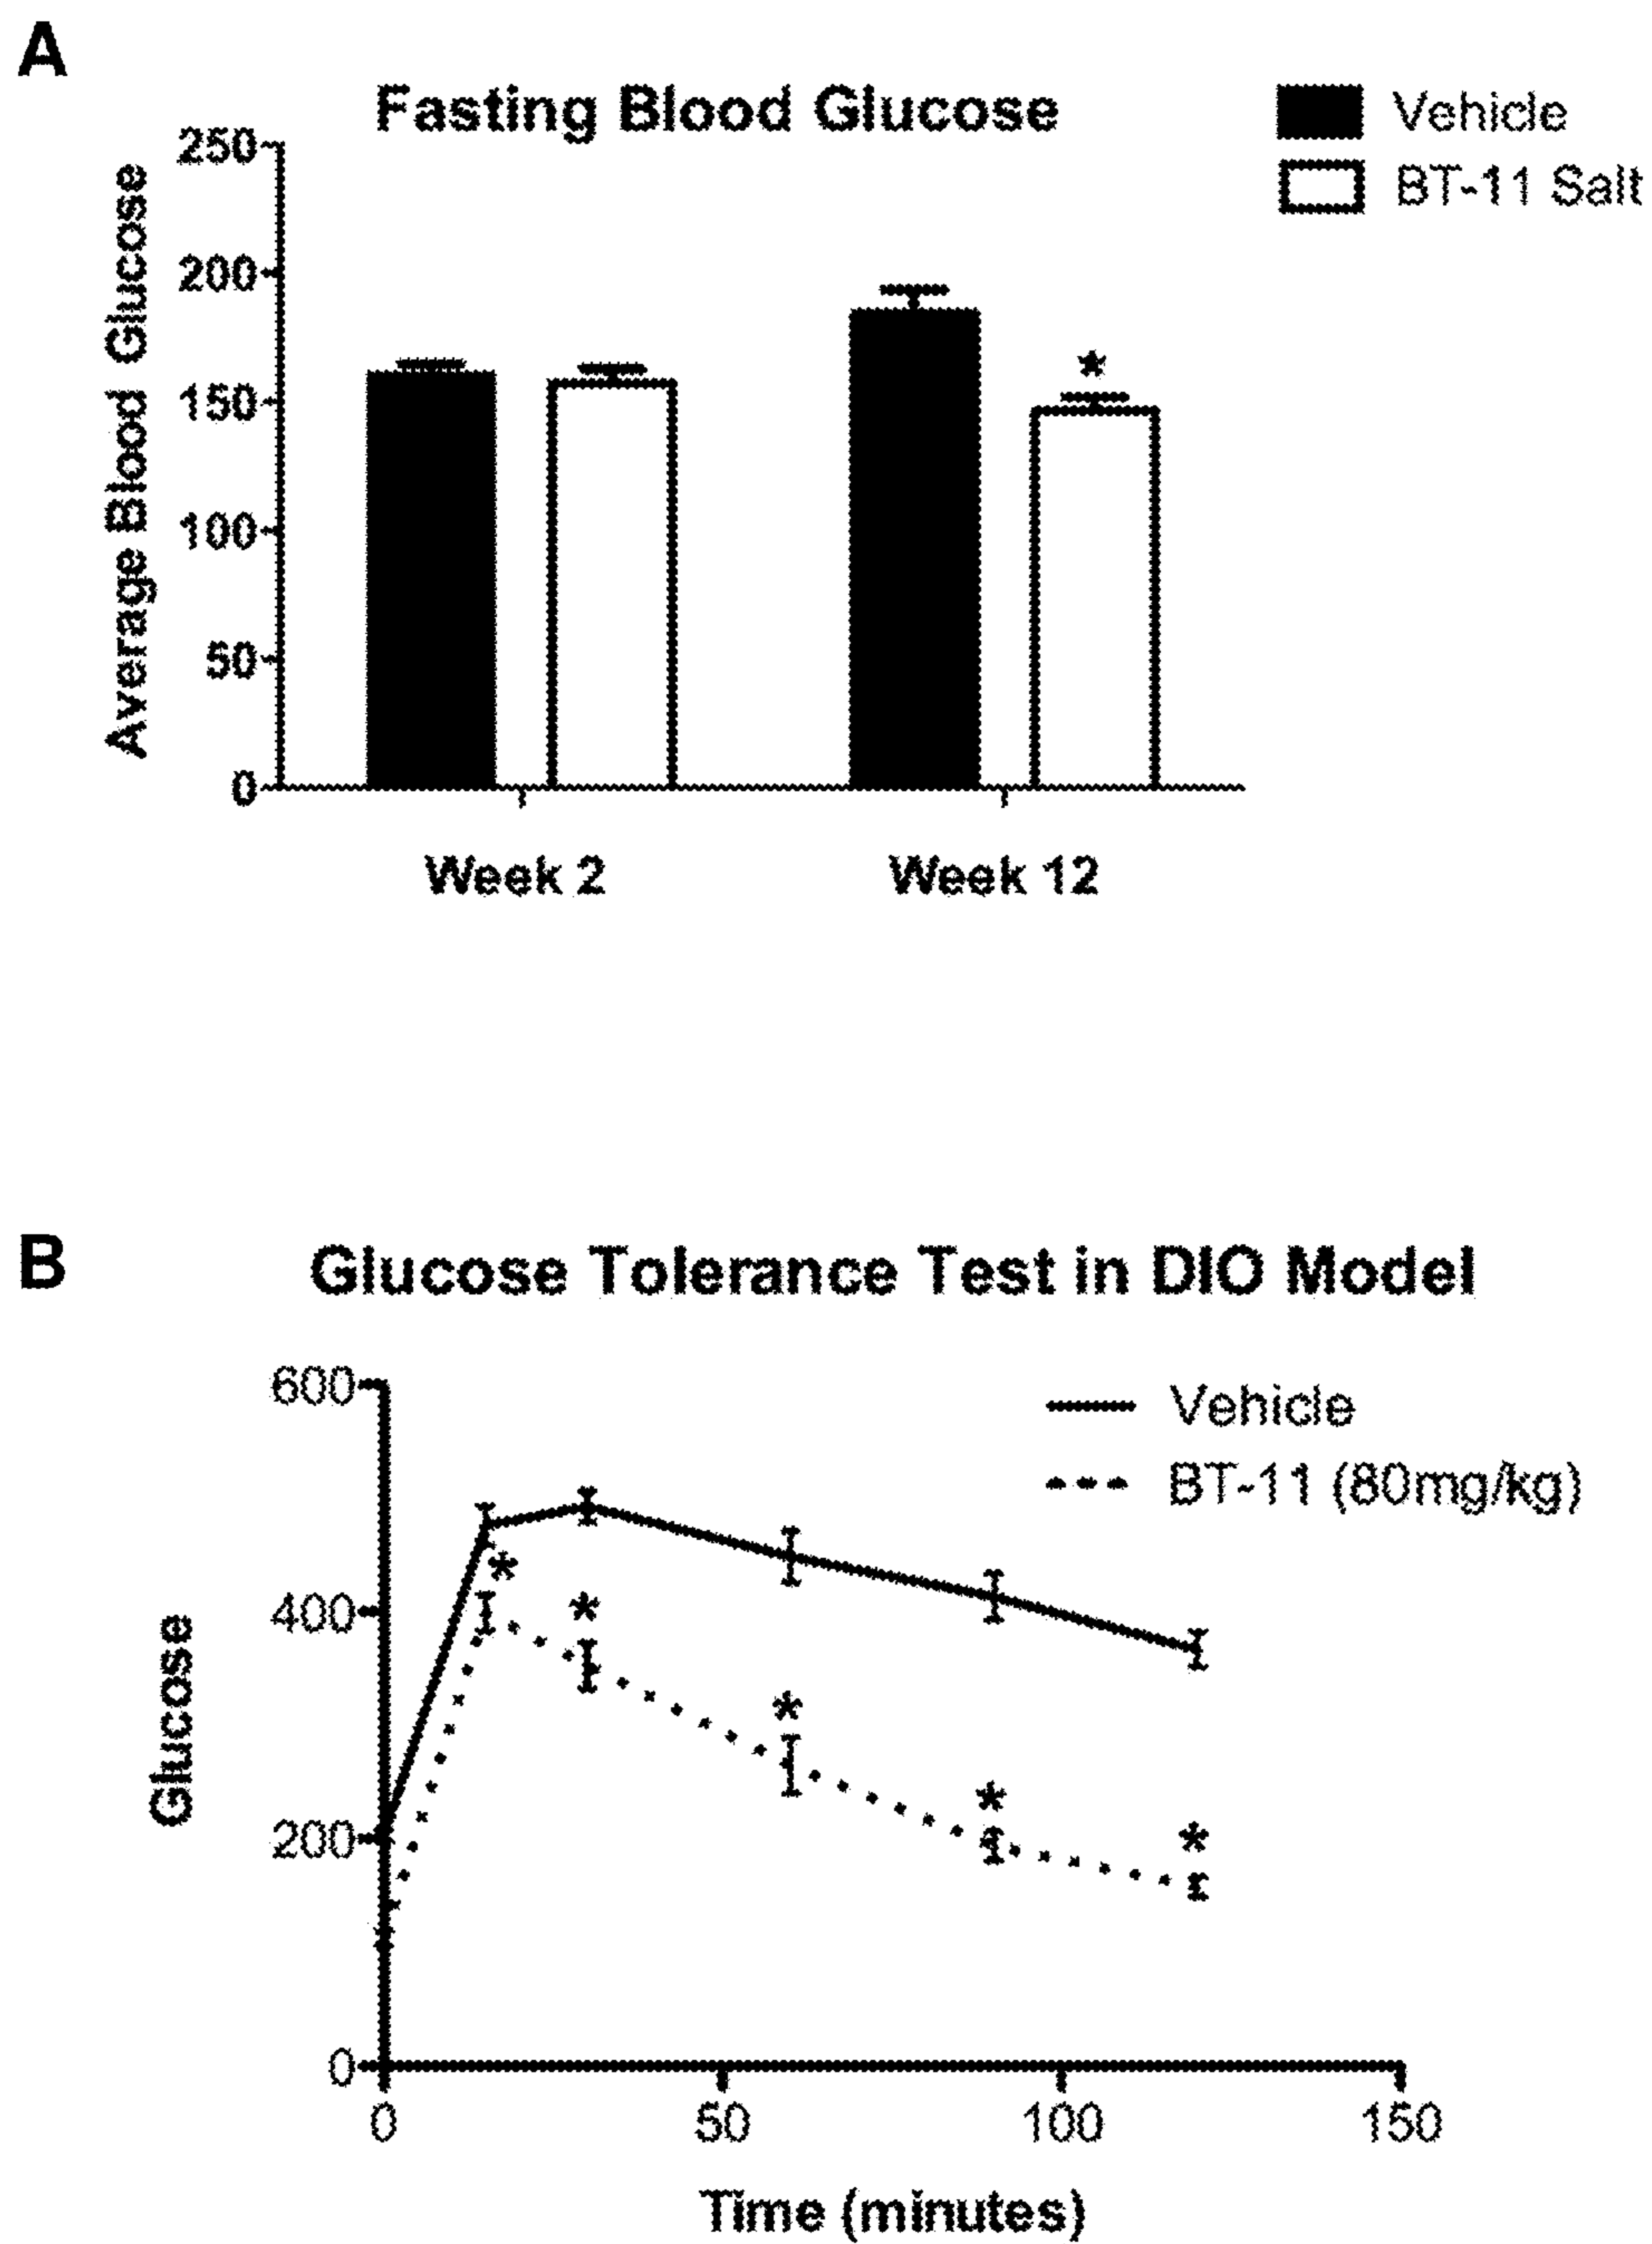 A
Fasting Blood Glucose
Vehicle
BT-11 Salt
Average Blood Glucose
250
200
150
100
50
0
*
Week 2
Week 12
B
Glucose Tolerance Test in DIO Model
Vehicle
BT-11 (80mg/kg)
Glucose
600
400
200
0
*
*
*
*
*
0
50
100
150
Time (minutes)